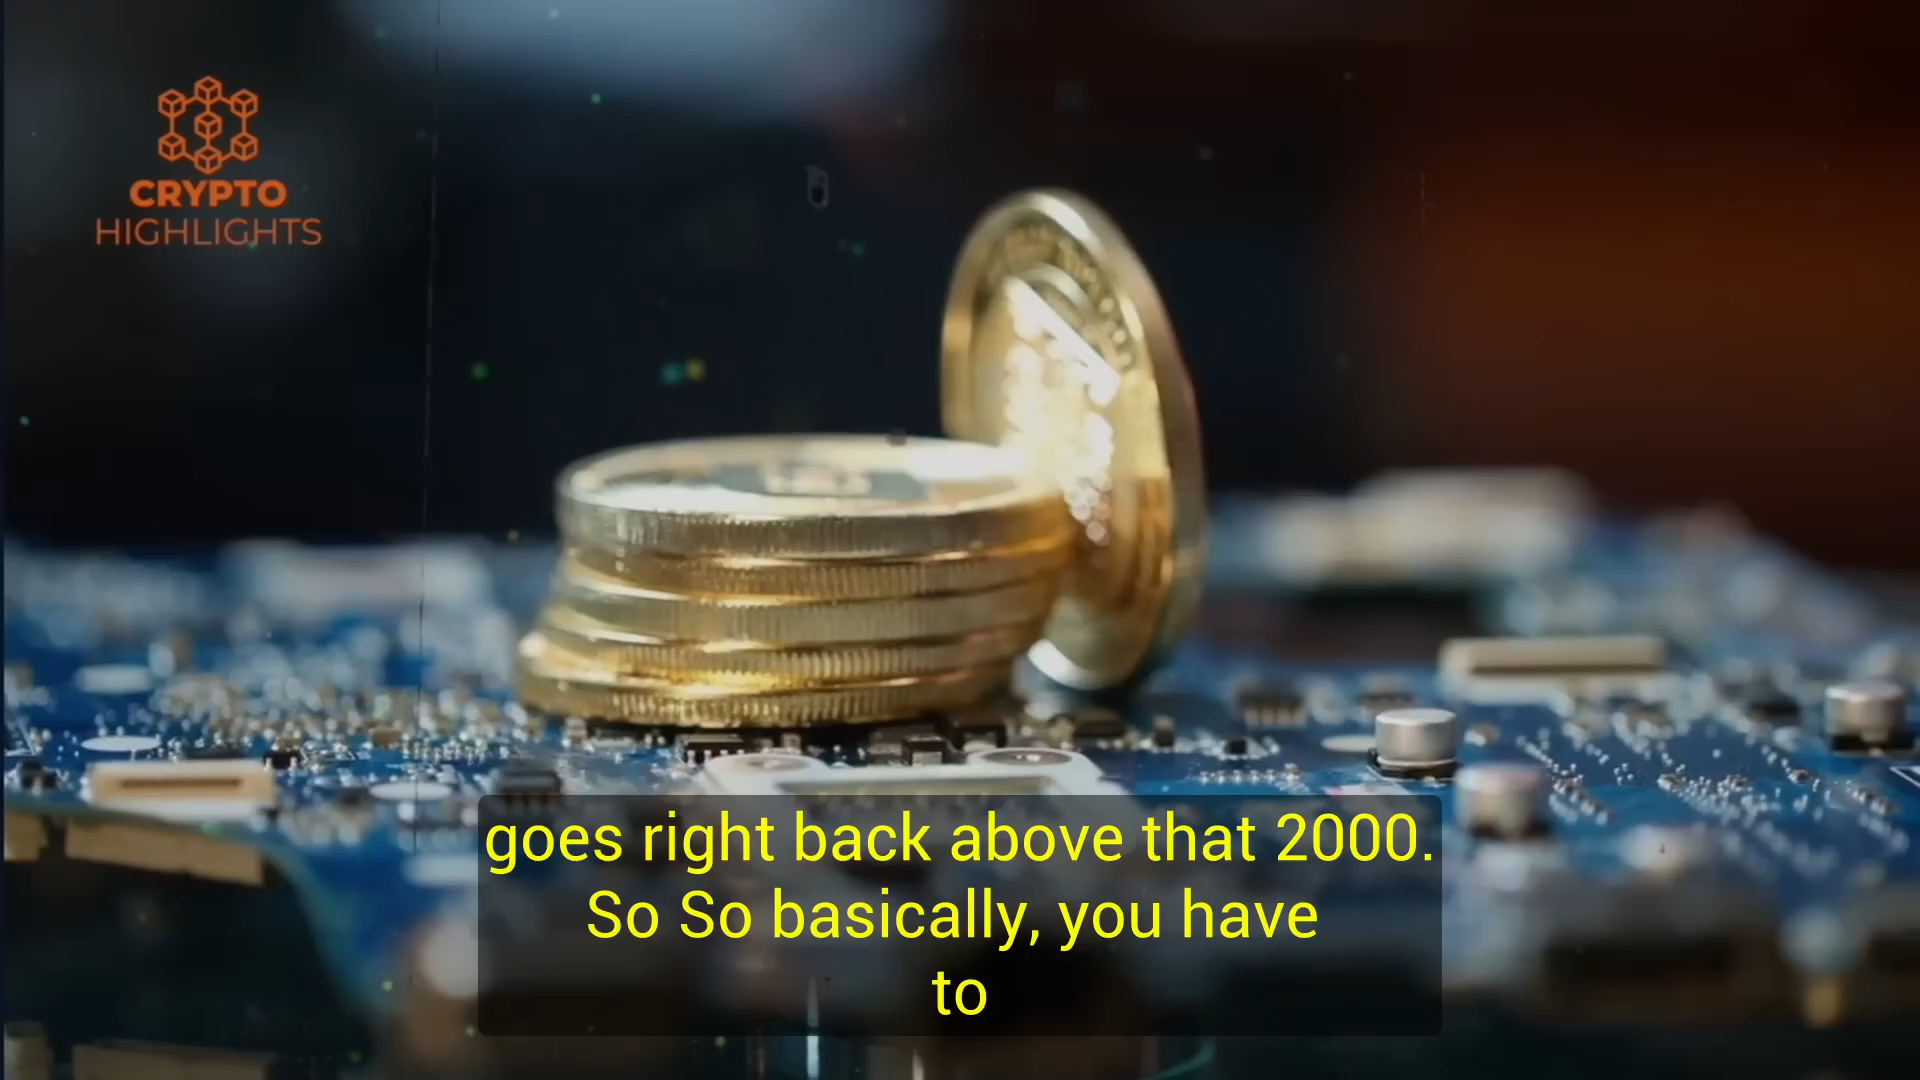 CRYPTO
HIGHLIGHTS
goes right back above that 2000.
So So basically, you have
to